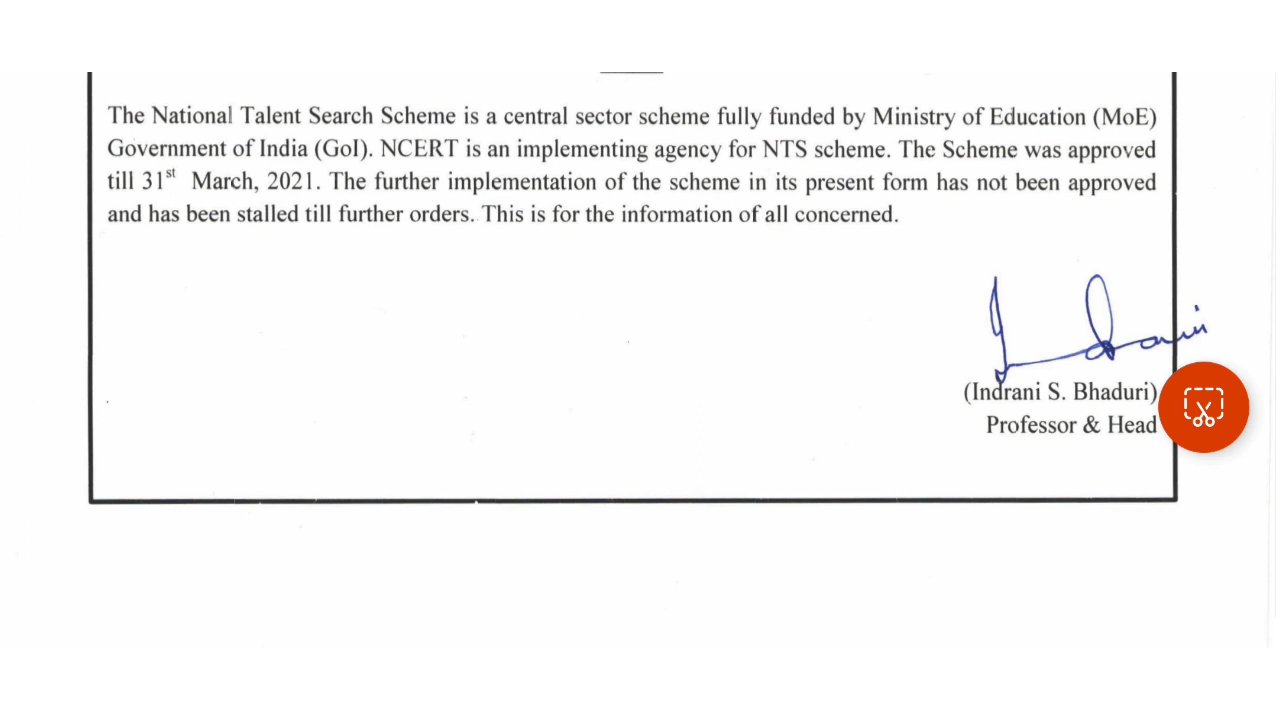 The National Talent Search Scheme is a central sector scheme fully funded by Ministry of Education (MoE)
Government of India (GoI). NCERT is an implementing agency for NTS scheme. The Scheme was approved
till 31st March, 2021. The further implementation of the scheme in its present form has not been approved
and has been stalled till further orders. This is for the information of all concerned.
(Indrani S. Bhaduri)
Professor & Head